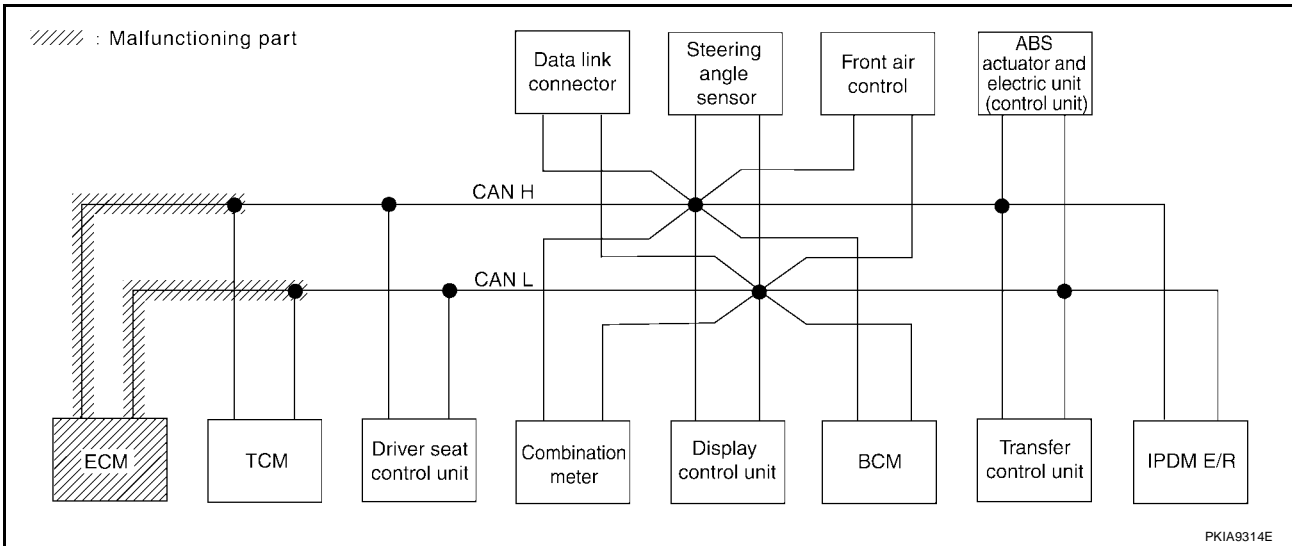 : Malfunctioning part
Data link
connector
Steering
angle
sensor
Front air
control
ABS
actuator and
electric unit
(control unit)
CAN H
CAN L
ECM
TCM
Driver seat
control unit
Combination
meter
Display
control unit
BCM
Transfer
control unit
IPDM E/R
PKIA9314E